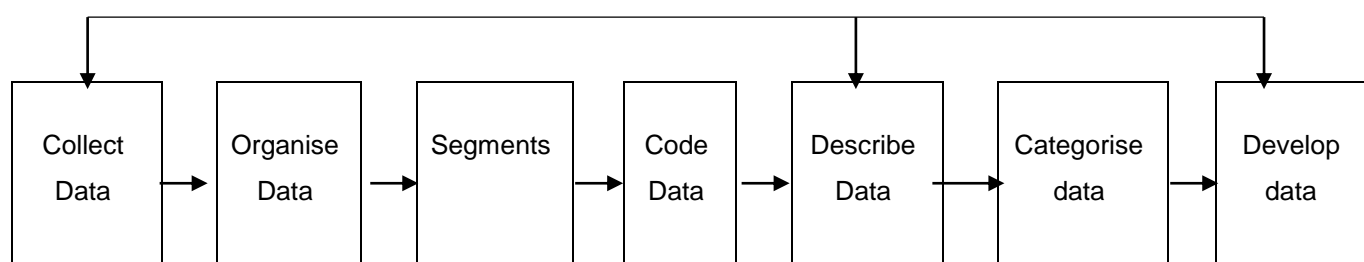 Collect
Data
Organise
Data
Segments
Code
Data
Describe
Data
Categorise
data
Develop
data